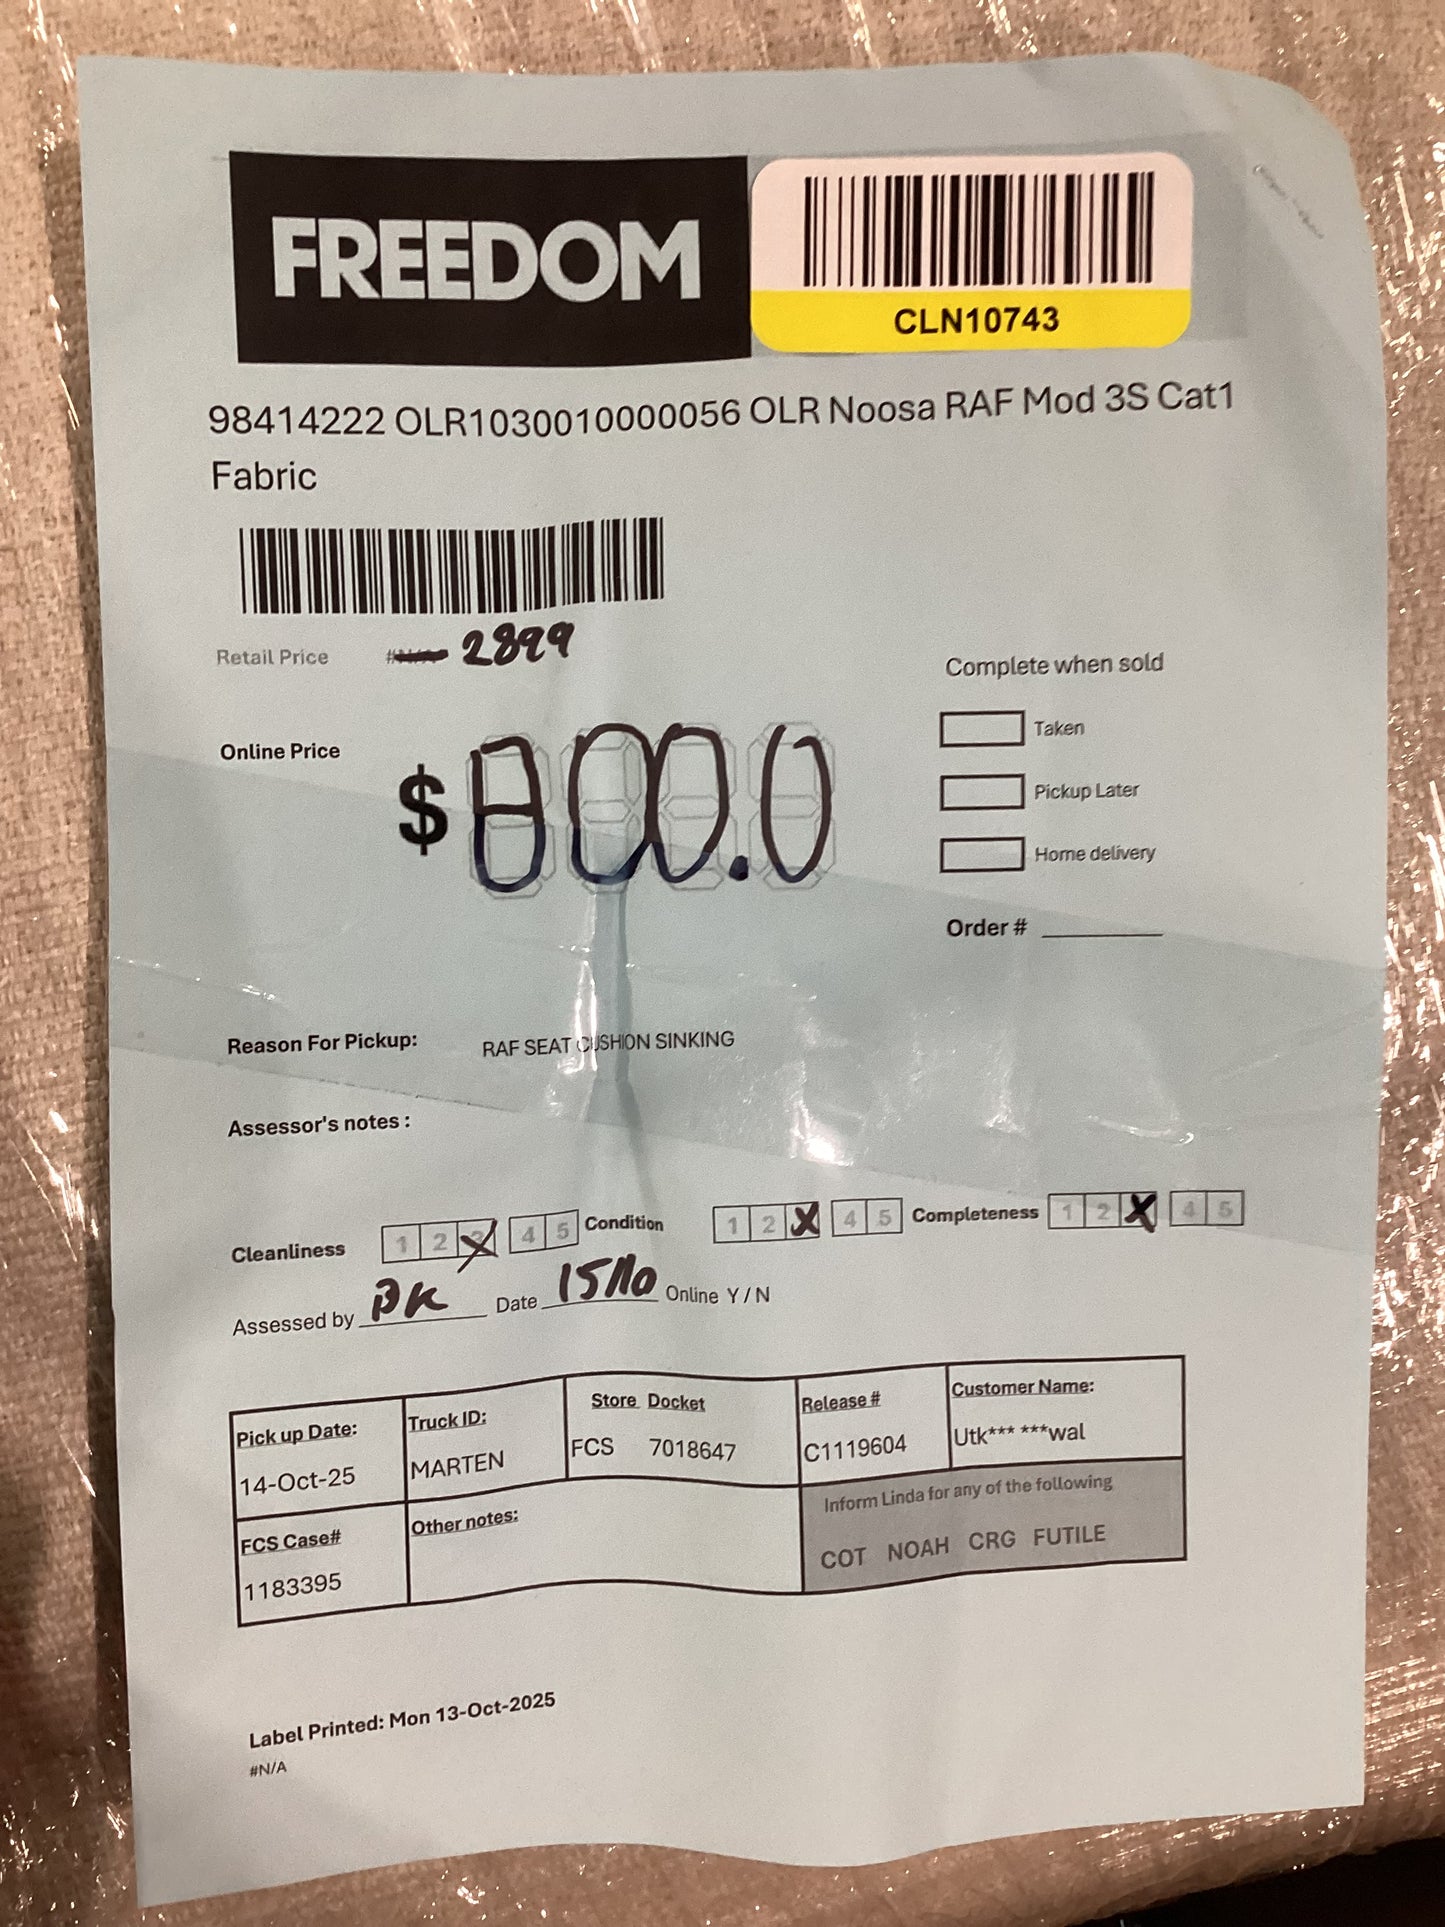 FREEDOM
CLN10743
98414222 OLR1030010000056 OLR Noosa RAF Mod 3S Cat1
Fabric
Retail Price 2899
Complete when sold
Online Price $ 800.0
Taken
Pickup Later
Home delivery
Order #
Reason For Pickup: RAF SEAT CUSHION SINKING
Assessor's notes :
Cleanliness 1 2 3 4 5 Condition 1 2 X 4 5 Completeness 1 2 X 4 5
Assessed by BK Date 15/10 Online Y / N
Pick up Date: Truck ID: Store Docket Release # Customer Name:
14-Oct-25 MARTEN FCS 7018647 C1119604 Utk*** ***wal
FCS Case# Other notes: Inform Linda for any of the following
1183395 COT NOAH CRG FUTILE
Label Printed: Mon 13-Oct-2025
#N/A